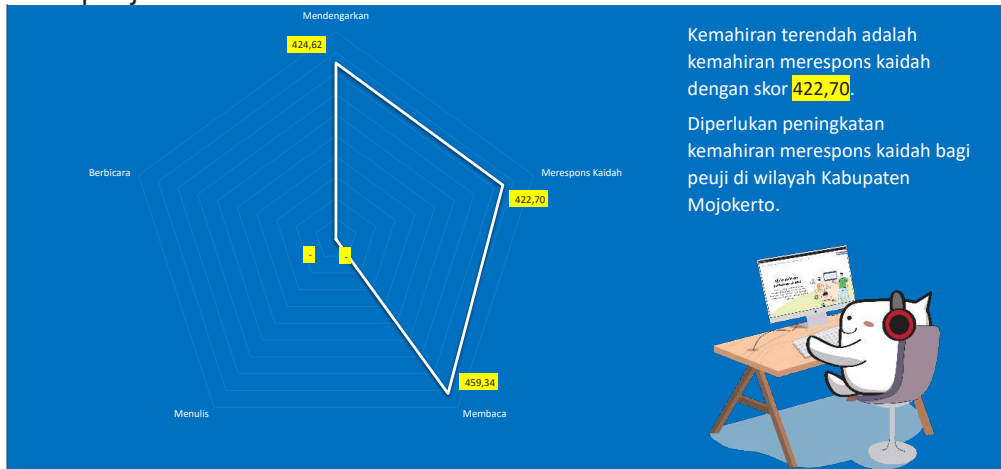 Mendengarkan
424,62
Berbicara
Merespons Kaidah
422,70
-
-
459,34
Menulis
Membaca
Kemahiran terendah adalah
kemahiran merespons kaidah
dengan skor 422,70.
Diperlukan peningkatan
kemahiran merespons kaidah bagi
peuji di wilayah Kabupaten
Mojokerto.